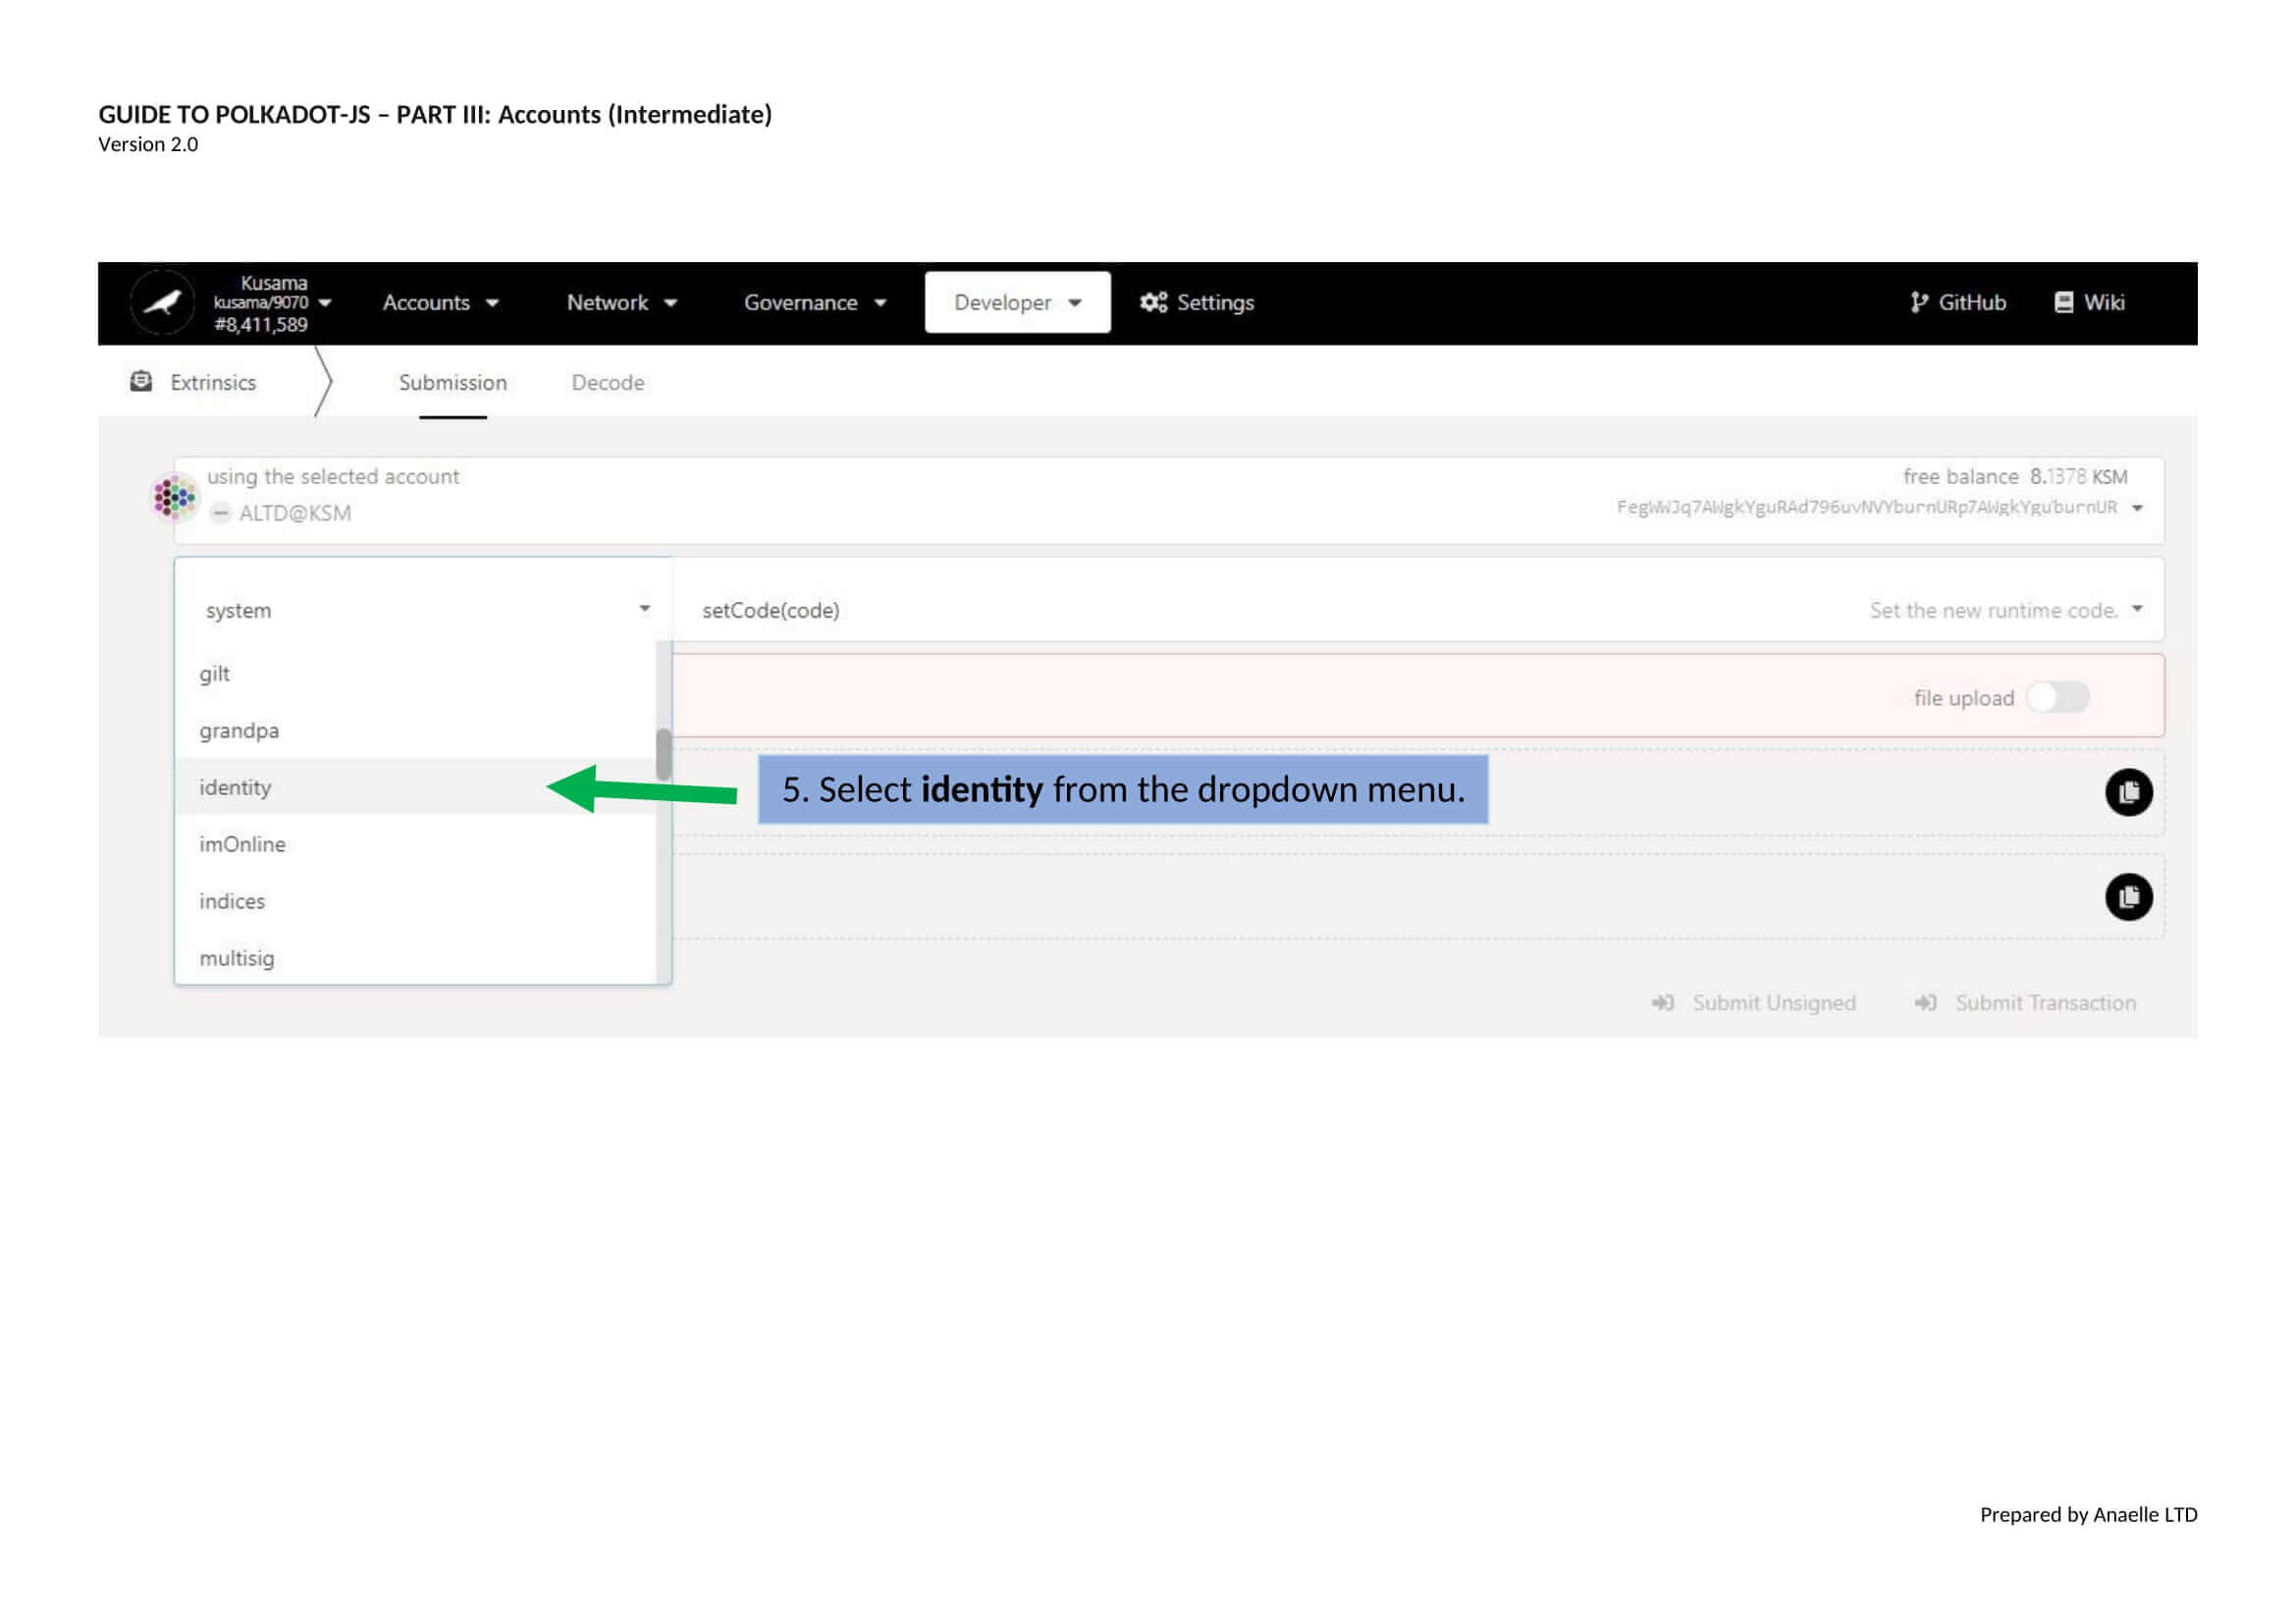 GUIDE TO POLKADOT-JS – PART III: Accounts (Intermediate)
Version 2.0
Kusama
kusama/9070
#8,411,589
Accounts
Network
Governance
Developer
Settings
GitHub
Wiki
Extrinsics
Submission
Decode
using the selected account
ALTD@KSM
free balance 8.1378 KSM
FegWWJq7AWgkYguRAd796uvNVYburnURp7AWgkYguburnUR
system
setCode(code)
Set the new runtime code.
gilt
file upload
grandpa
identity
5. Select identity from the dropdown menu.
imOnline
indices
multisig
Submit Unsigned
Submit Transaction
Prepared by Anaelle LTD